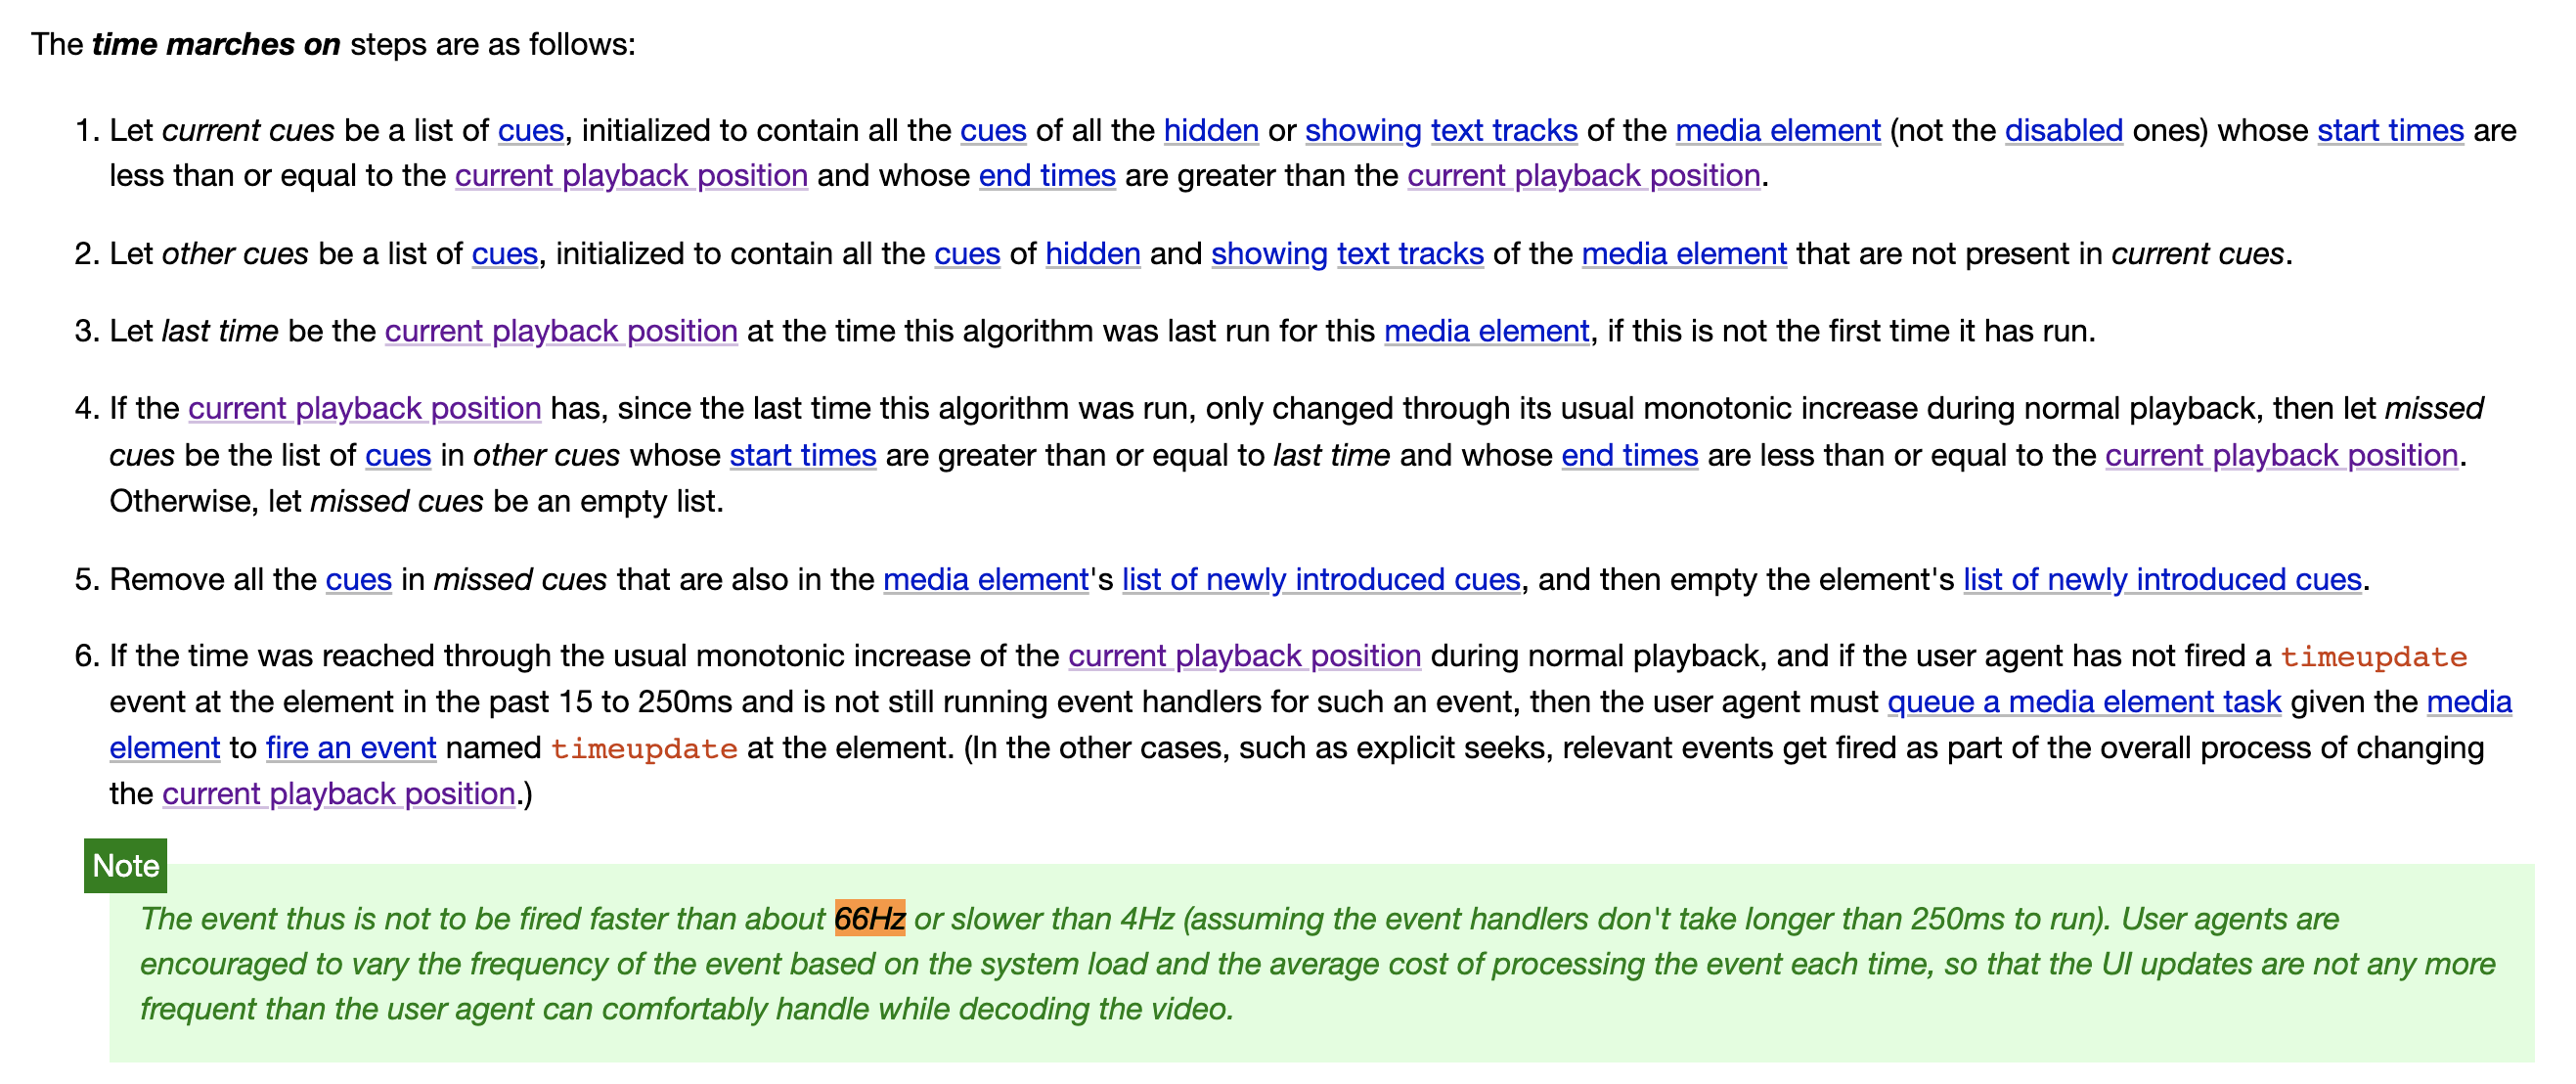 The time marches on steps are as follows:
1. Let current cues be a list of cues, initialized to contain all the cues of all the hidden or showing text tracks of the media element (not the disabled ones) whose start times are
less than or equal to the current playback position and whose end times are greater than the current playback position.
2. Let other cues be a list of cues, initialized to contain all the cues of hidden and showing text tracks of the media element that are not present in current cues.
3. Let last time be the current playback position at the time this algorithm was last run for this media element, if this is not the first time it has run.
4. If the current playback position has, since the last time this algorithm was run, only changed through its usual monotonic increase during normal playback, then let missed
cues be the list of cues in other cues whose start times are greater than or equal to last time and whose end times are less than or equal to the current playback position.
Otherwise, let missed cues be an empty list.
5. Remove all the cues in missed cues that are also in the media element's list of newly introduced cues, and then empty the element's list of newly introduced cues.
6. If the time was reached through the usual monotonic increase of the current playback position during normal playback, and if the user agent has not fired a timeupdate
event at the element in the past 15 to 250ms and is not still running event handlers for such an event, then the user agent must queue a media element task given the media
element to fire an event named timeupdate at the element. (In the other cases, such as explicit seeks, relevant events get fired as part of the overall process of changing
the current playback position.)
Note
The event thus is not to be fired faster than about 66Hz or slower than 4Hz (assuming the event handlers don't take longer than 250ms to run). User agents are
encouraged to vary the frequency of the event based on the system load and the average cost of processing the event each time, so that the UI updates are not any more
frequent than the user agent can comfortably handle while decoding the video.